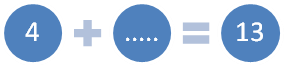 4 + ..... = 13